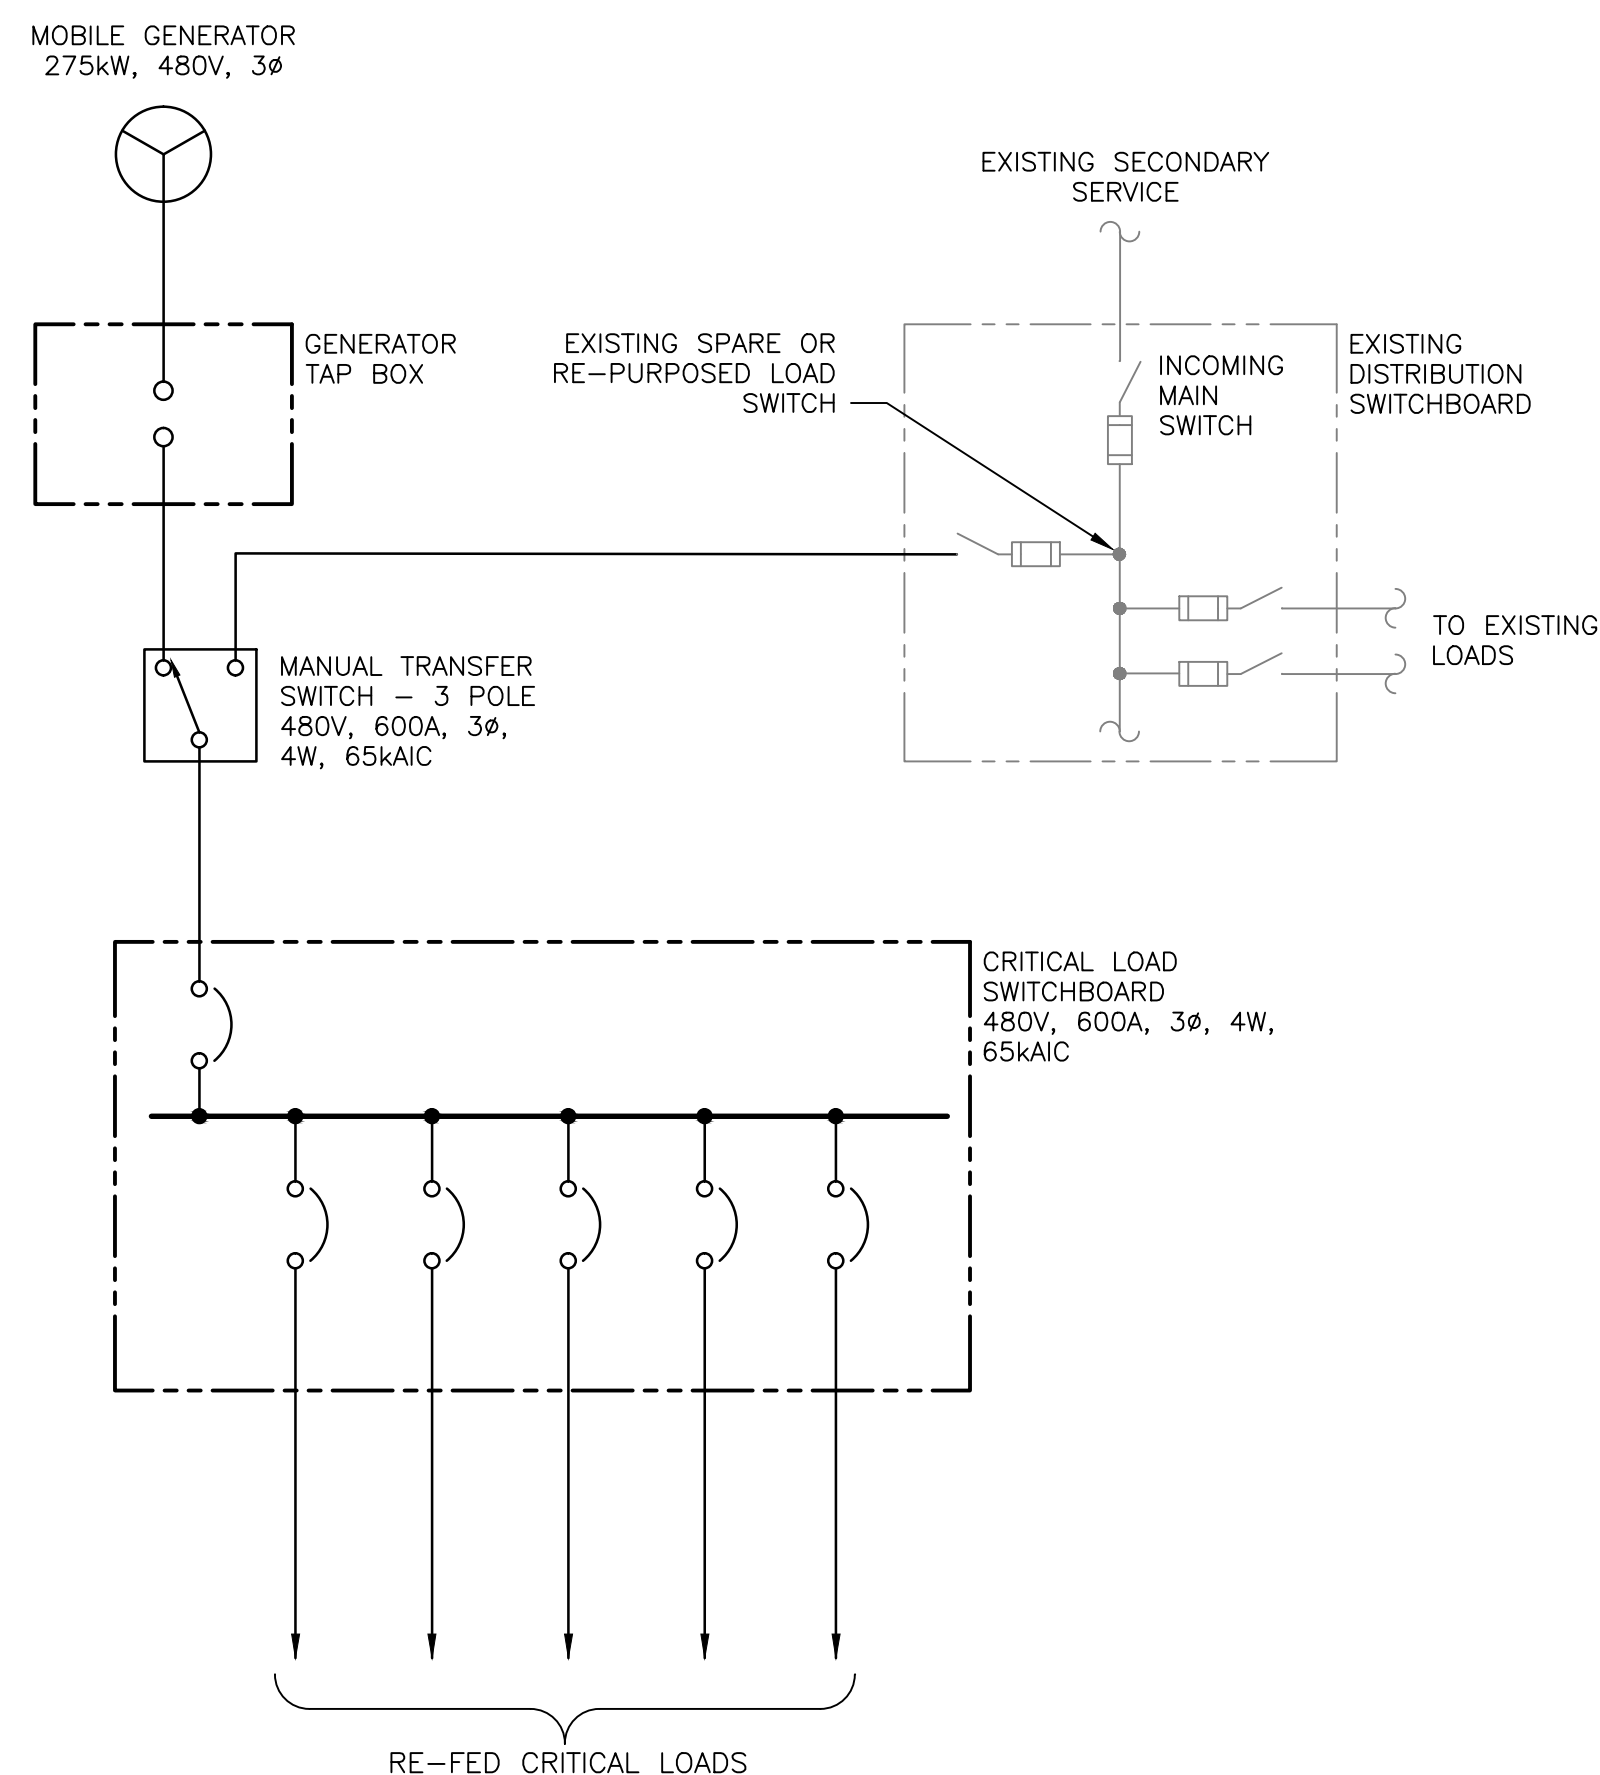 MOBILE GENERATOR
275kW, 480V, 3ø
EXISTING SECONDARY
SERVICE
GENERATOR
TAP BOX
EXISTING SPARE OR
RE-PURPOSED LOAD
SWITCH
INCOMING
MAIN
SWITCH
EXISTING
DISTRIBUTION
SWITCHBOARD
TO EXISTING
LOADS
MANUAL TRANSFER
SWITCH - 3 POLE
480V, 600A, 3ø,
4W, 65kAIC
CRITICAL LOAD
SWITCHBOARD
480V, 600A, 3ø, 4W,
65kAIC
RE-FED CRITICAL LOADS